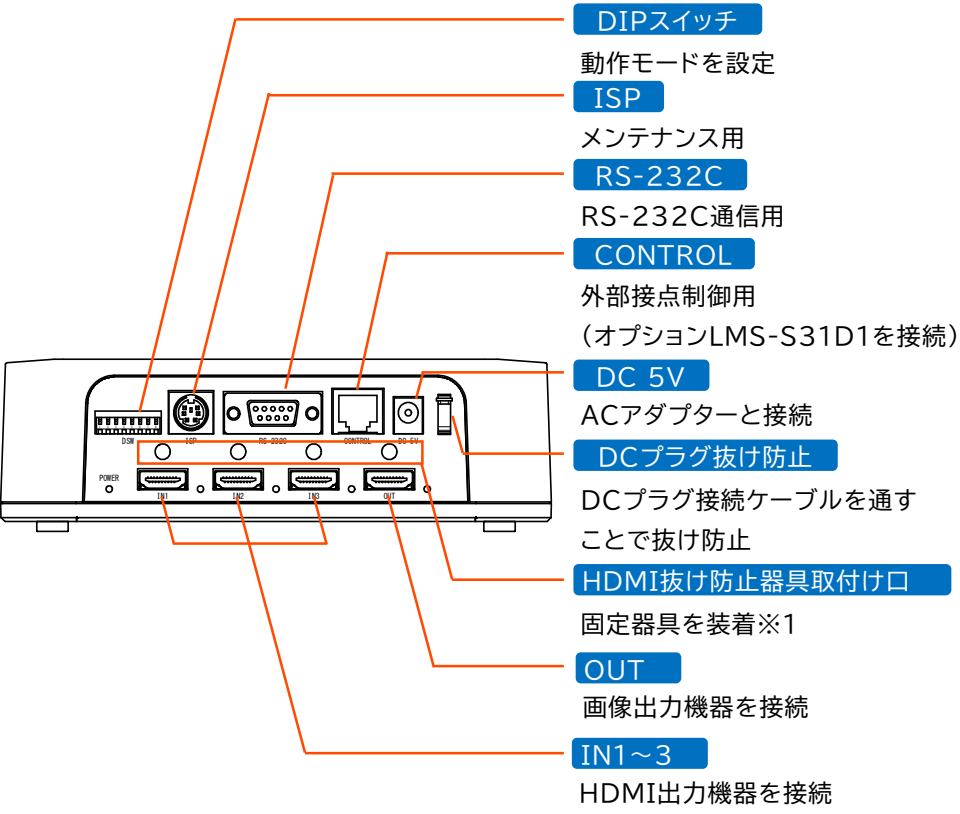 DIPスイッチ
動作モードを設定
ISP
メンテナンス用
RS-232C
RS-232C通信用
CONTROL
外部接点制御用
(オプションLMS-S31D1を接続)
DC 5V
ACアダプターと接続
DCプラグ抜け防止
DCプラグ接続ケーブルを通す
ことで抜け防止
HDMI抜け防止器具取付け口
固定器具を装着※1
OUT
画像出力機器を接続
IN1～3
HDMI出力機器を接続
DSW ISP RS-232C CONTROL DC 5V
POWER
IN1 IN2 IN3 OUT